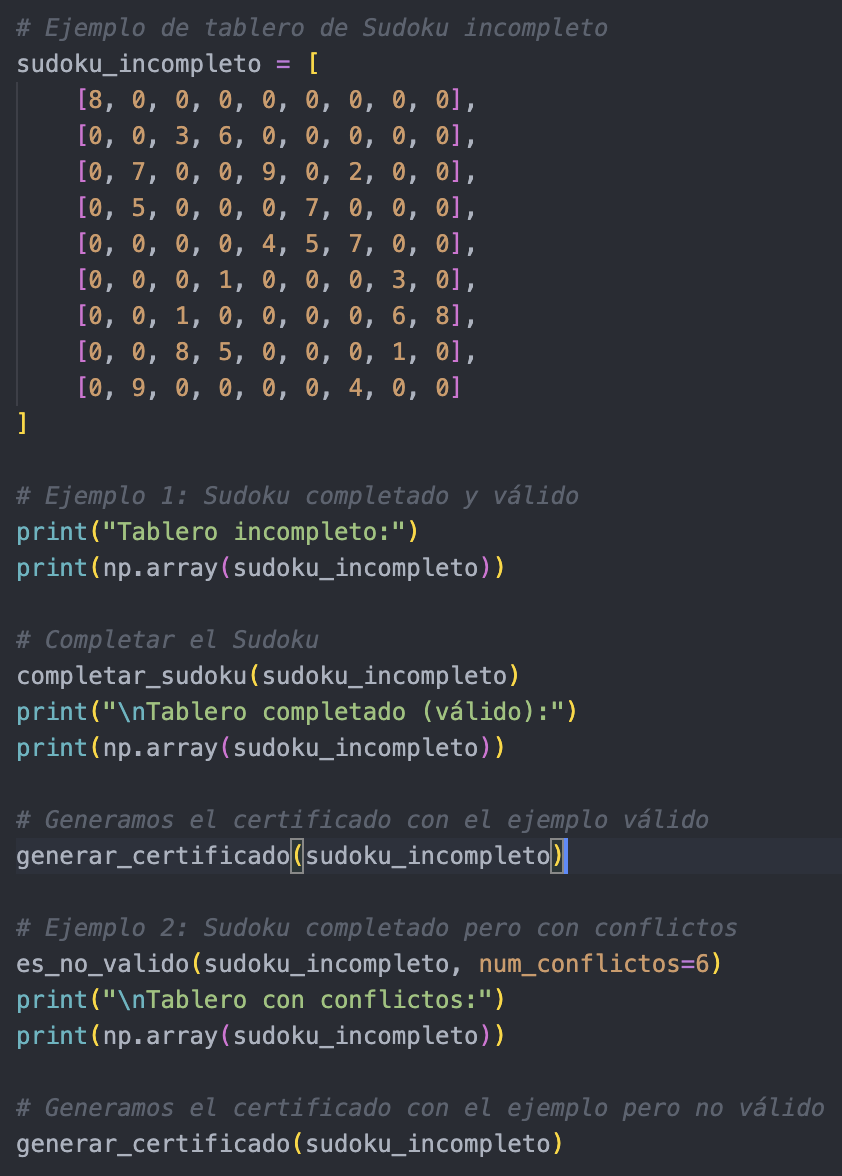 # Ejemplo de tablero de Sudoku incompleto
sudoku_incompleto = [
    [8, 0, 0, 0, 0, 0, 0, 0, 0],
    [0, 0, 3, 6, 0, 0, 0, 0, 0],
    [0, 7, 0, 0, 9, 0, 2, 0, 0],
    [0, 5, 0, 0, 0, 7, 0, 0, 0],
    [0, 0, 0, 0, 4, 5, 7, 0, 0],
    [0, 0, 0, 1, 0, 0, 0, 3, 0],
    [0, 0, 1, 0, 0, 0, 0, 6, 8],
    [0, 0, 8, 5, 0, 0, 0, 1, 0],
    [0, 9, 0, 0, 0, 0, 4, 0, 0]
]

# Ejemplo 1: Sudoku completado y válido
print("Tablero incompleto:")
print(np.array(sudoku_incompleto))

# Completar el Sudoku
completar_sudoku(sudoku_incompleto)
print("\nTablero completado (válido):")
print(np.array(sudoku_incompleto))

# Generamos el certificado con el ejemplo válido
generar_certificado(sudoku_incompleto)

# Ejemplo 2: Sudoku completado pero con conflictos
es_no_valido(sudoku_incompleto, num_conflictos=6)
print("\nTablero con conflictos:")
print(np.array(sudoku_incompleto))

# Generamos el certificado con el ejemplo pero no válido
generar_certificado(sudoku_incompleto)